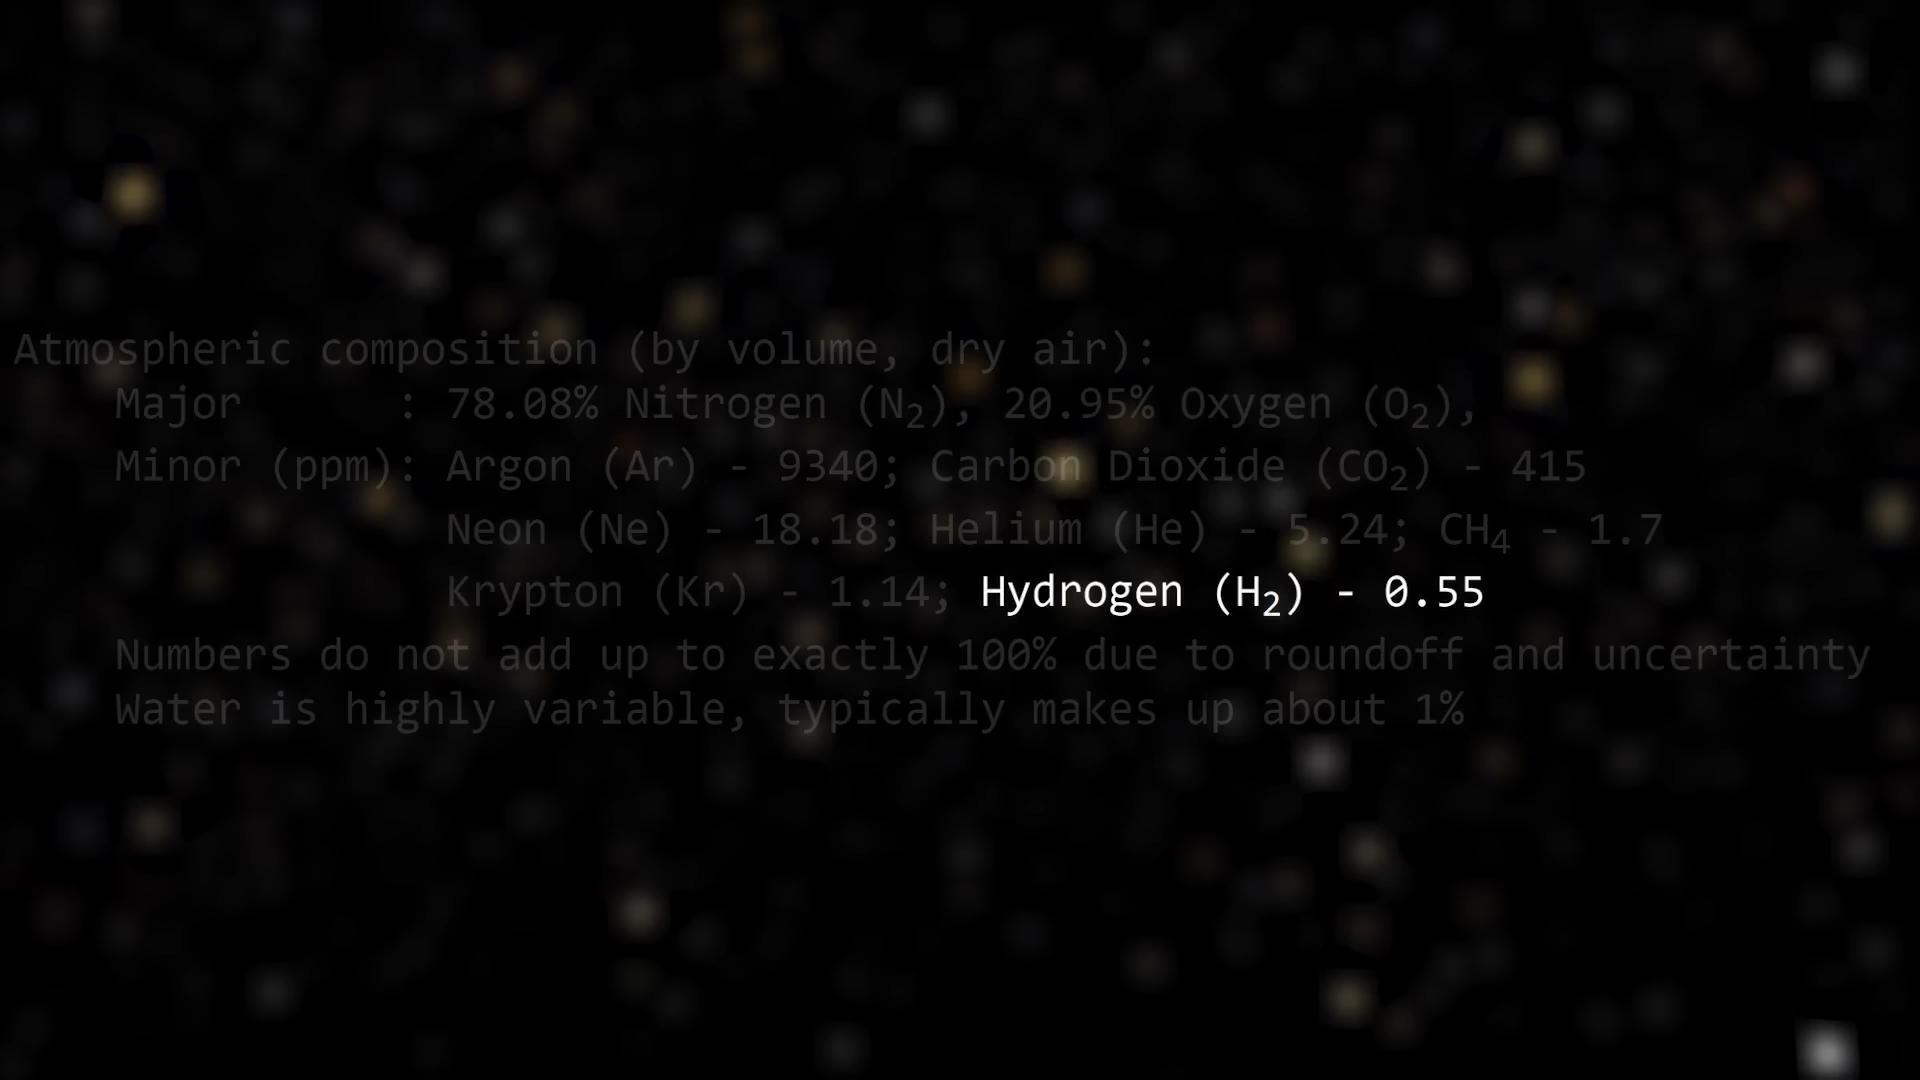 Atmospheric composition (by volume, dry air):
Major : 78.08% Nitrogen (N₂), 20.95% Oxygen (O₂),
Minor (ppm): Argon (Ar) - 9340; Carbon Dioxide (CO₂) - 415
Neon (Ne) - 18.18; Helium (He) - 5.24; CH₄ - 1.7
Krypton (Kr) - 1.14; Hydrogen (H₂) - 0.55
Numbers do not add up to exactly 100% due to roundoff and uncertainty
Water is highly variable, typically makes up about 1%